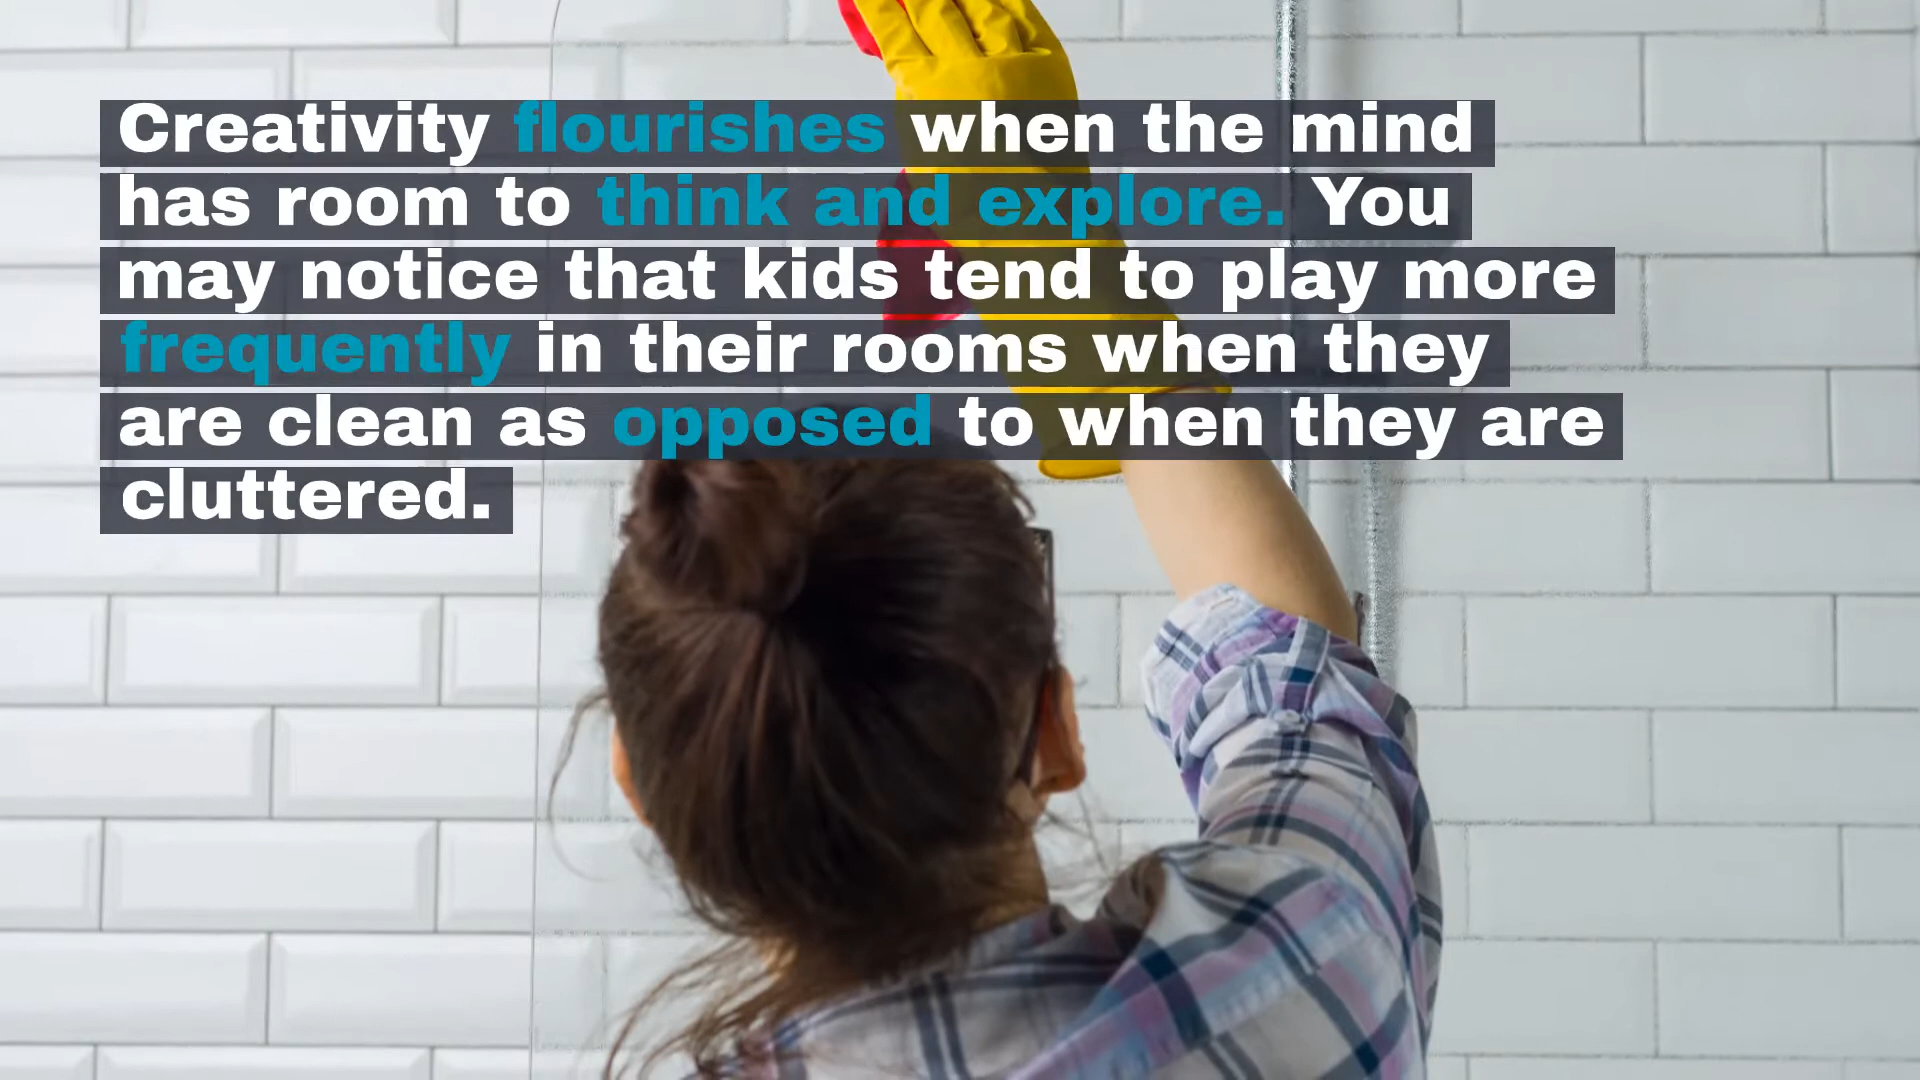 Creativity flourishes when the mind
has room to think and explore. You
may notice that kids tend to play more
frequently in their rooms when they
are clean as opposed to when they are
cluttered.